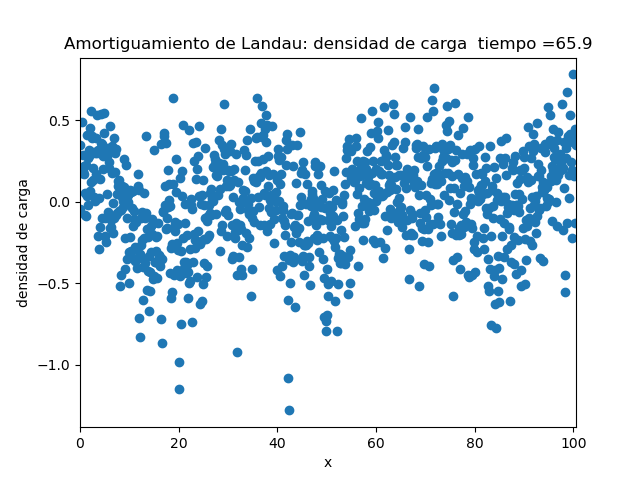 Amortiguamiento de Landau: densidad de carga  tiempo =65.9
densidad de carga
0.5
0.0
−0.5
−1.0
0 20 40 60 80 100
x